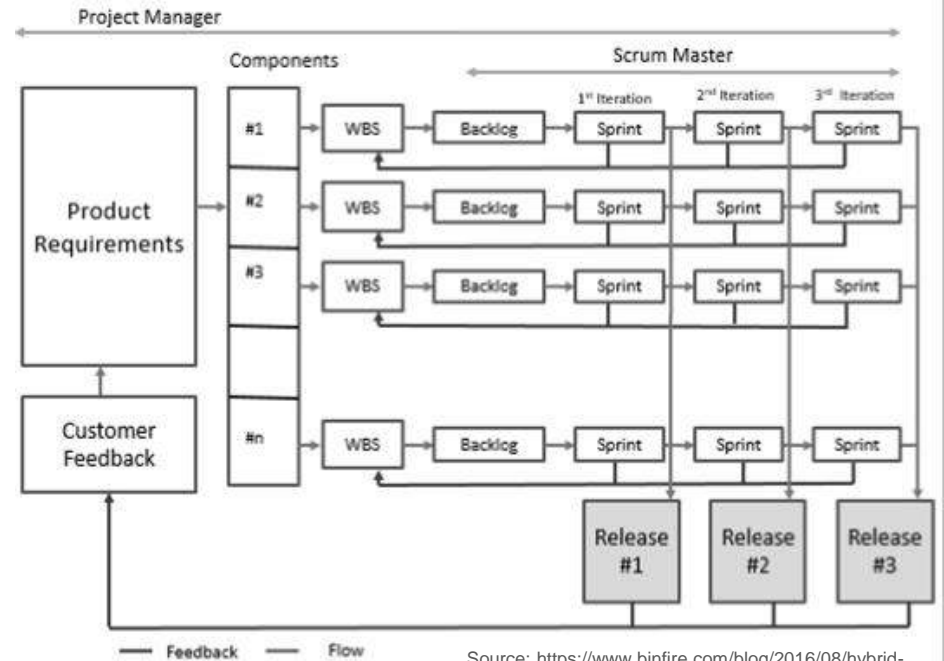 Project Manager
Components
Scrum Master
1st Iteration
2nd Iteration
3rd Iteration
#1
WBS
Backlog
Sprint
Sprint
Sprint
Product
Requirements
#2
WBS
Backlog
Sprint
Sprint
Sprint
#3
WBS
Backlog
Sprint
Sprint
Sprint
Customer
Feedback
#n
WBS
Backlog
Sprint
Sprint
Sprint
Release
#1
Release
#2
Release
#3
Feedback
Flow
Source: https://www.binfire.com/blog/2016/08/hybrid-